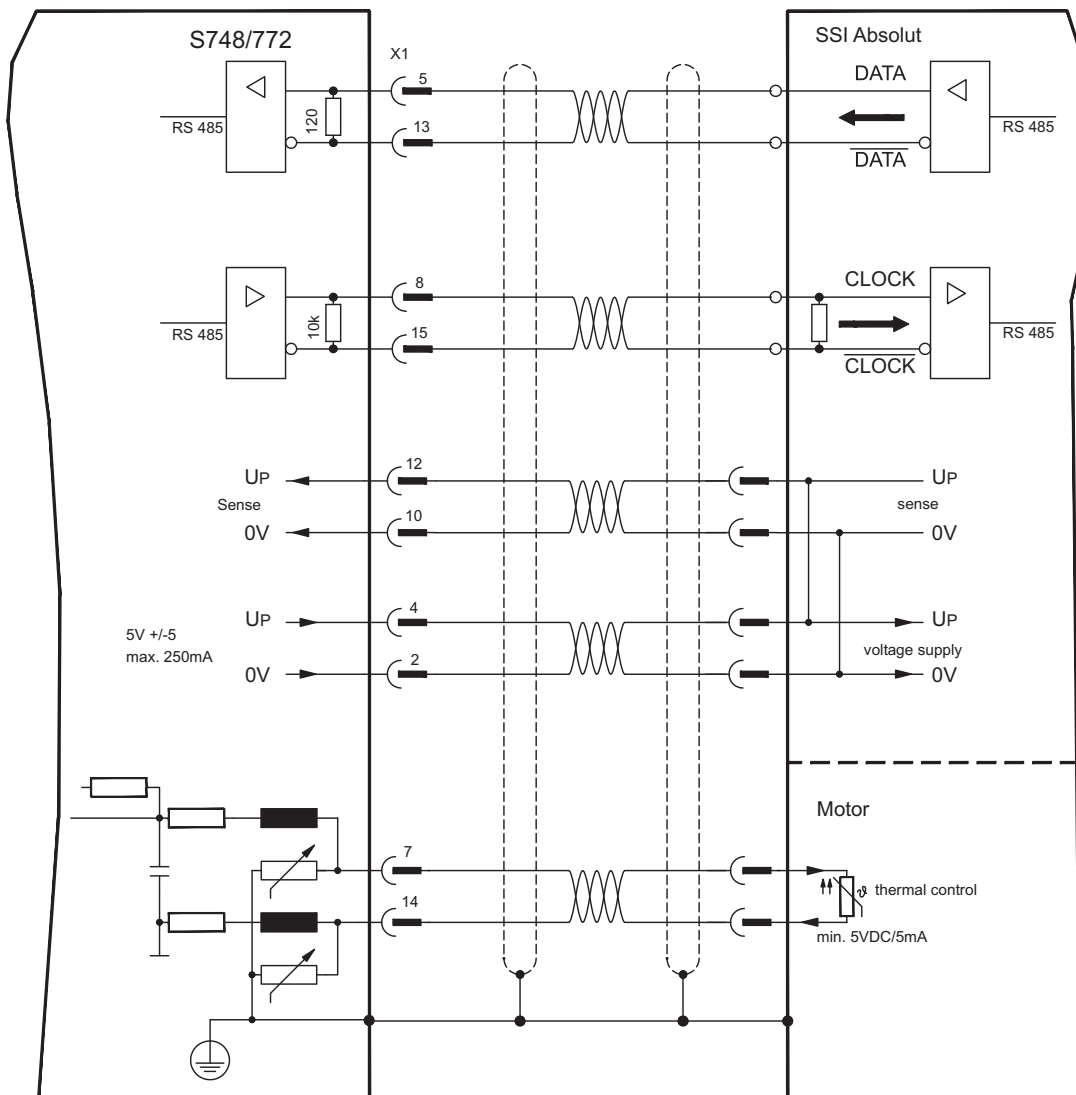 S748/772
SSI Absolut
X1
5
DATA
RS 485
120
RS 485
13
DATA
8
CLOCK
RS 485
10k
RS 485
15
CLOCK
12
UP
UP
Sense
sense
10
0V
0V
4
UP
UP
5V +/-5
max. 250mA
voltage supply
2
0V
0V
Motor
7
ϑ thermal control
14
min. 5VDC/5mA